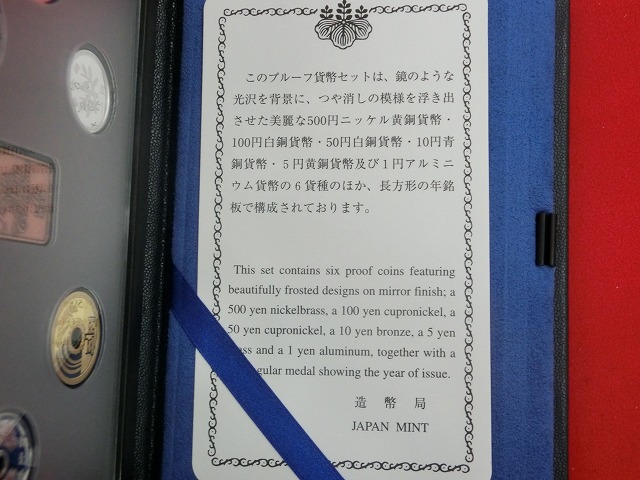 このプルーフ貨幣セットは、鏡のような
光沢を背景に、つや消しの模様を浮き出
させた美麗な500円ニッケル黄銅貨幣・
100円白銅貨幣・50円白銅貨幣・10円青
銅貨幣・5円黄銅貨幣及び1円アルミニ
ウム貨幣の6貨種のほか、長方形の年銘
板で構成されております。
This set contains six proof coins featuring
beautifully frosted designs on mirror finish; a
500 yen nickelbrass, a 100 yen cupronickel, a
50 yen cupronickel, a 10 yen bronze, a 5 yen
and a 1 yen aluminum, together with a
medal showing the year of issue.
造幣局
JAPAN MINT